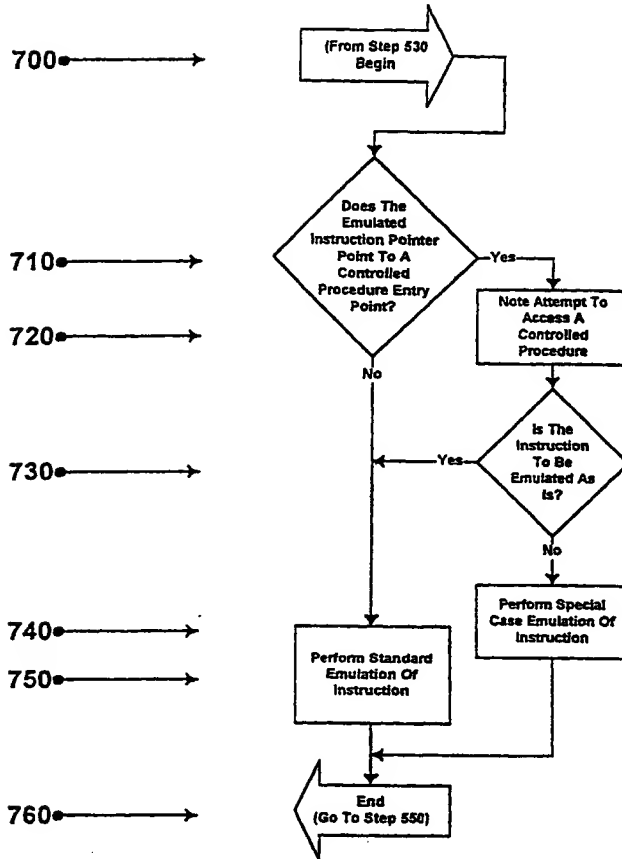 700
(From Step 530
Begin
Does The
Emulated
Instruction Pointer
Point To A
Controlled
Procedure Entry
Point?
710
Yes
Note Attempt To
Access A
Controlled
Procedure
720
No
Is The
Instruction
To Be
Emulated As
Is?
730
Yes
No
Perform Special
Case Emulation Of
Instruction
740
Perform Standard
Emulation Of
Instruction
750
End
(Go To Step 550)
760